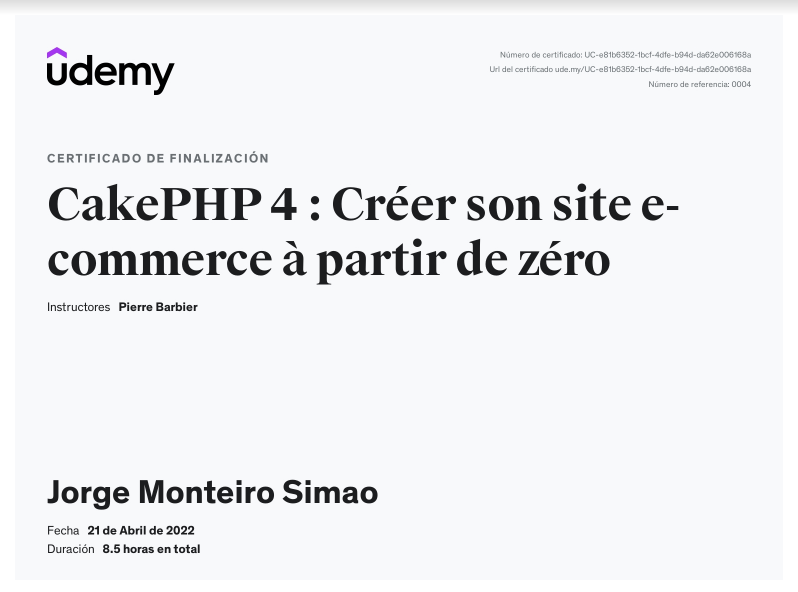 udemy
Número de certificado: UC-e81b6352-1bcf-4dfe-b94d-da62e006168a
Url del certificado ude.my/UC-e81b6352-1bcf-4dfe-b94d-da62e006168a
Número de referencia: 0004
CERTIFICADO DE FINALIZACIÓN
CakePHP 4 : Créer son site e-
commerce à partir de zéro
Instructores Pierre Barbier
Jorge Monteiro Simao
Fecha 21 de Abril de 2022
Duración 8.5 horas en total